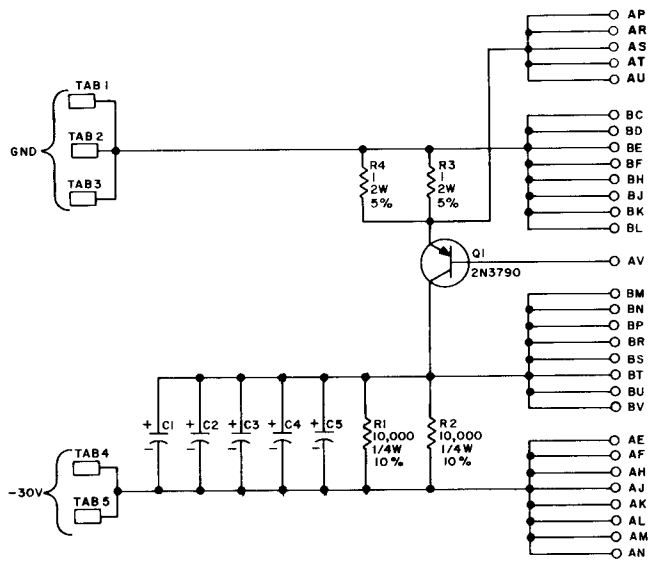 AP
AR
AS
AT
AU
TAB 1
TAB 2
TAB 3
GND
BC
BD
BE
BF
BH
BJ
BK
BL
R4
1
2W
5%
R3
1
2W
5%
Q1
2N3790
AV
BM
BN
BP
BR
BS
BT
BU
BV
+ C1
-
+ C2
-
+ C3
-
+ C4
-
+ C5
-
R1
10,000
1/4W
10%
R2
10,000
1/4W
10%
TAB 4
TAB 5
-30V
AE
AF
AH
AJ
AK
AL
AM
AN